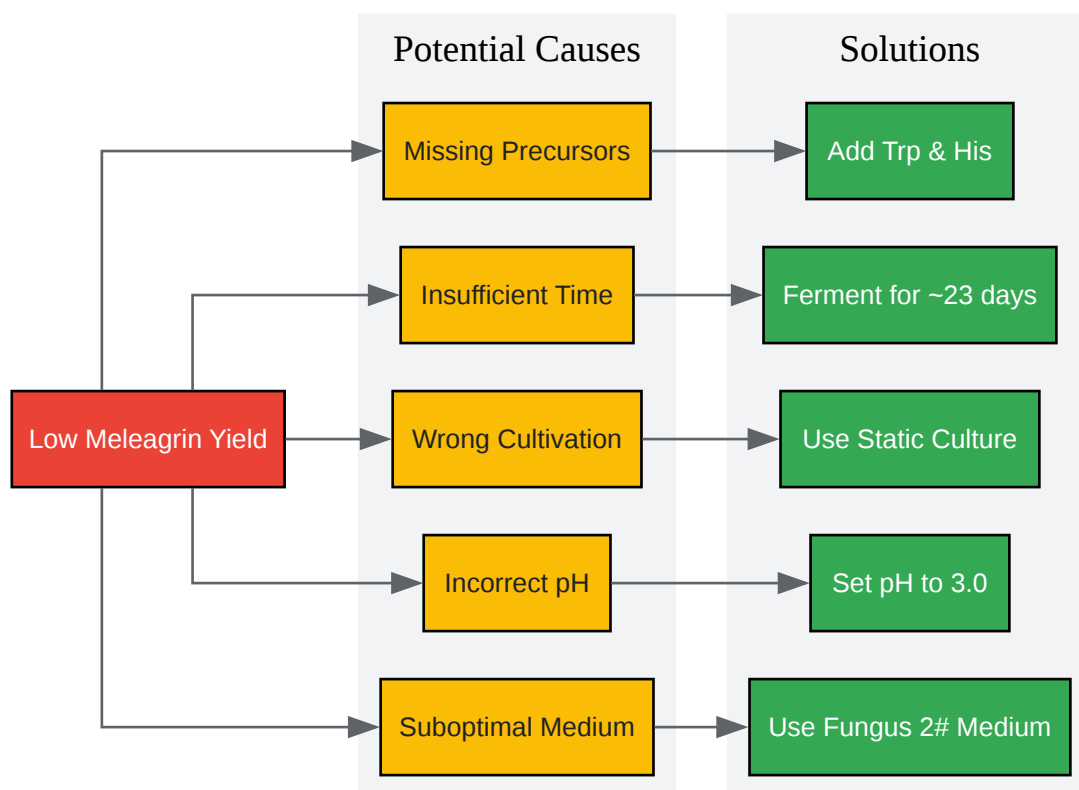 Potential Causes
Solutions
Missing Precursors
Add Trp & His
Insufficient Time
Ferment for ~23 days
Low Meleagrin Yield
Wrong Cultivation
Use Static Culture
Incorrect pH
Set pH to 3.0
Suboptimal Medium
Use Fungus 2# Medium